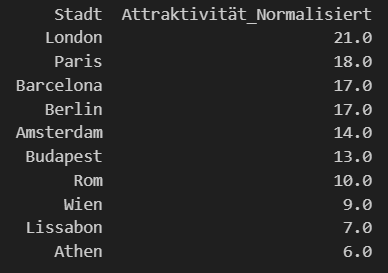 Stadt Attraktivität_Normalisiert
London 21.0
Paris 18.0
Barcelona 17.0
Berlin 17.0
Amsterdam 14.0
Budapest 13.0
Rom 10.0
Wien 9.0
Lissabon 7.0
Athen 6.0